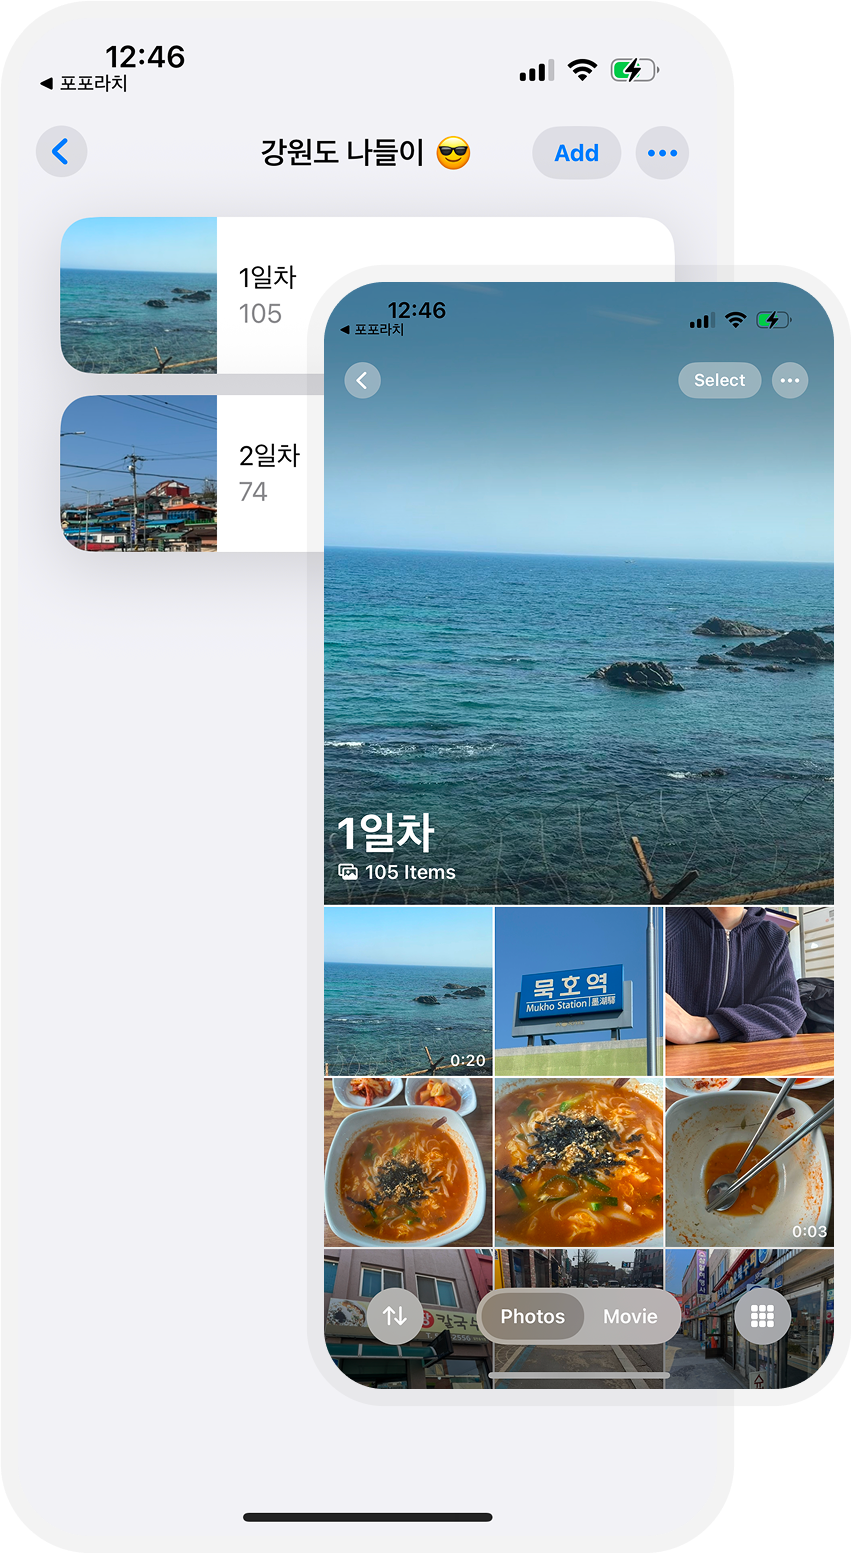 12:46
◀ 포포라치
강원도 나들이 😎
Add
1일차
105
2일차
74
12:46
◀ 포포라치
Select
1일차
105 Items
0:20
묵호역
Mukho Station 墨湖驛
0:03
칼국수
2556
Photos
Movie